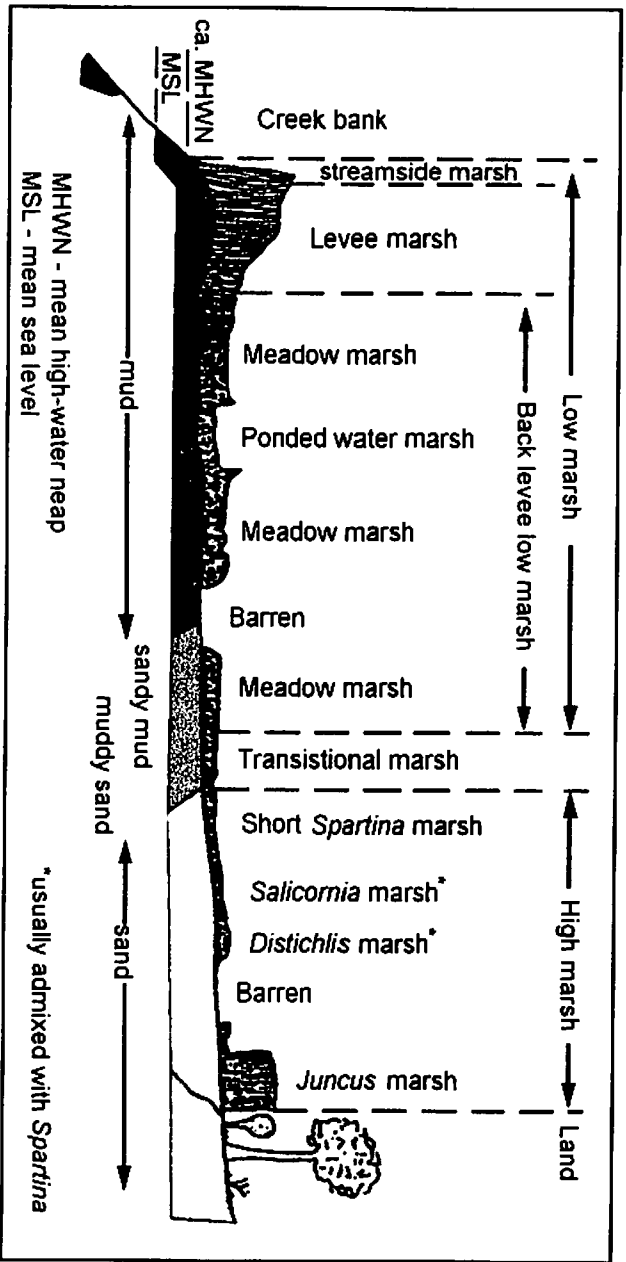 Low marsh
High marsh
Land
Back levee low marsh
Creek bank
streamside marsh
Levee marsh
Meadow marsh
Ponded water marsh
Meadow marsh
Barren
Meadow marsh
Transistional marsh
Short Spartina marsh
Salicornia marsh*
Distichlis marsh*
Barren
Juncus marsh
ca. MHWN
MSL
mud
sandy mud
muddy sand
sand
MHWN - mean high-water neap
MSL - mean sea level
*usually admixed with Spartina